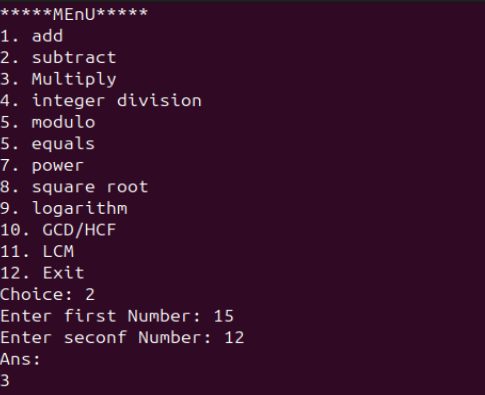 *****MEnU*****
1. add
2. subtract
3. Multiply
4. integer division
5. modulo
5. equals
7. power
8. square root
9. logarithm
10. GCD/HCF
11. LCM
12. Exit
Choice: 2
Enter first Number: 15
Enter seconf Number: 12
Ans:
3